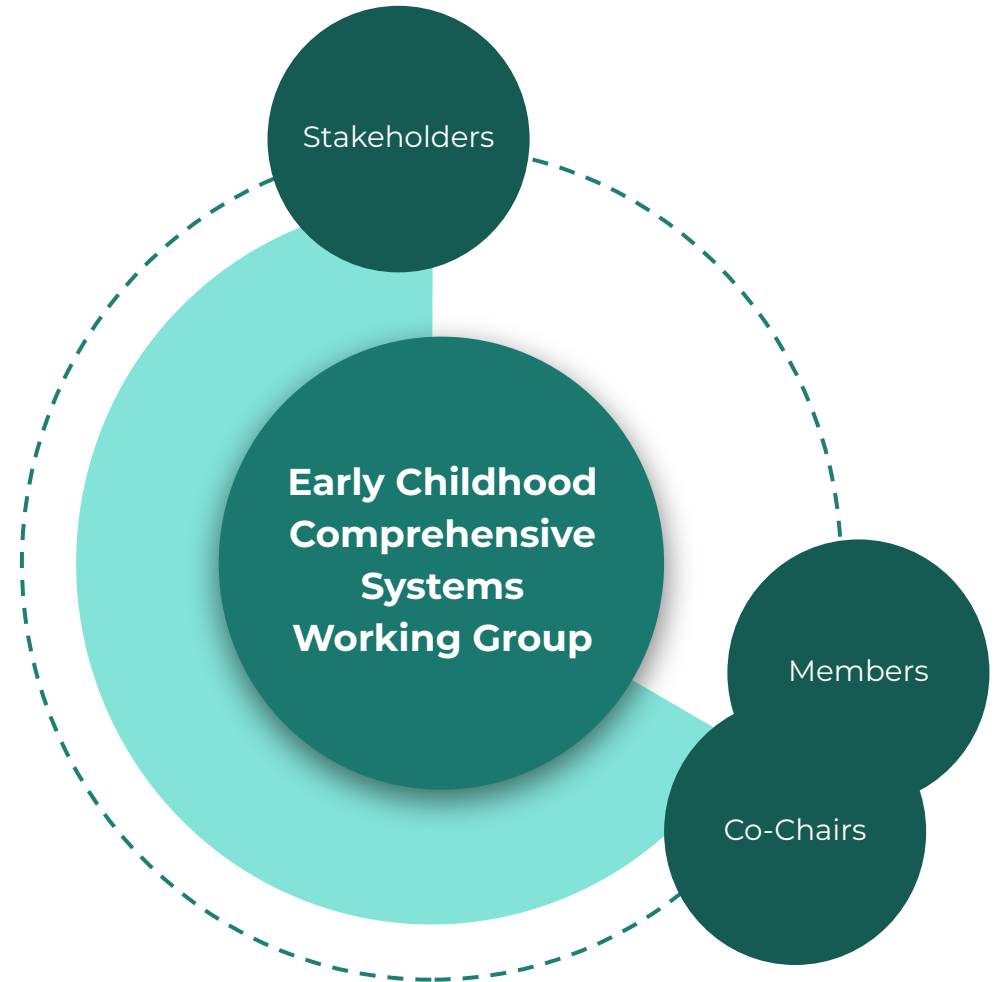 Stakeholders
Early Childhood
Comprehensive
Systems
Working Group
Members
Co-Chairs